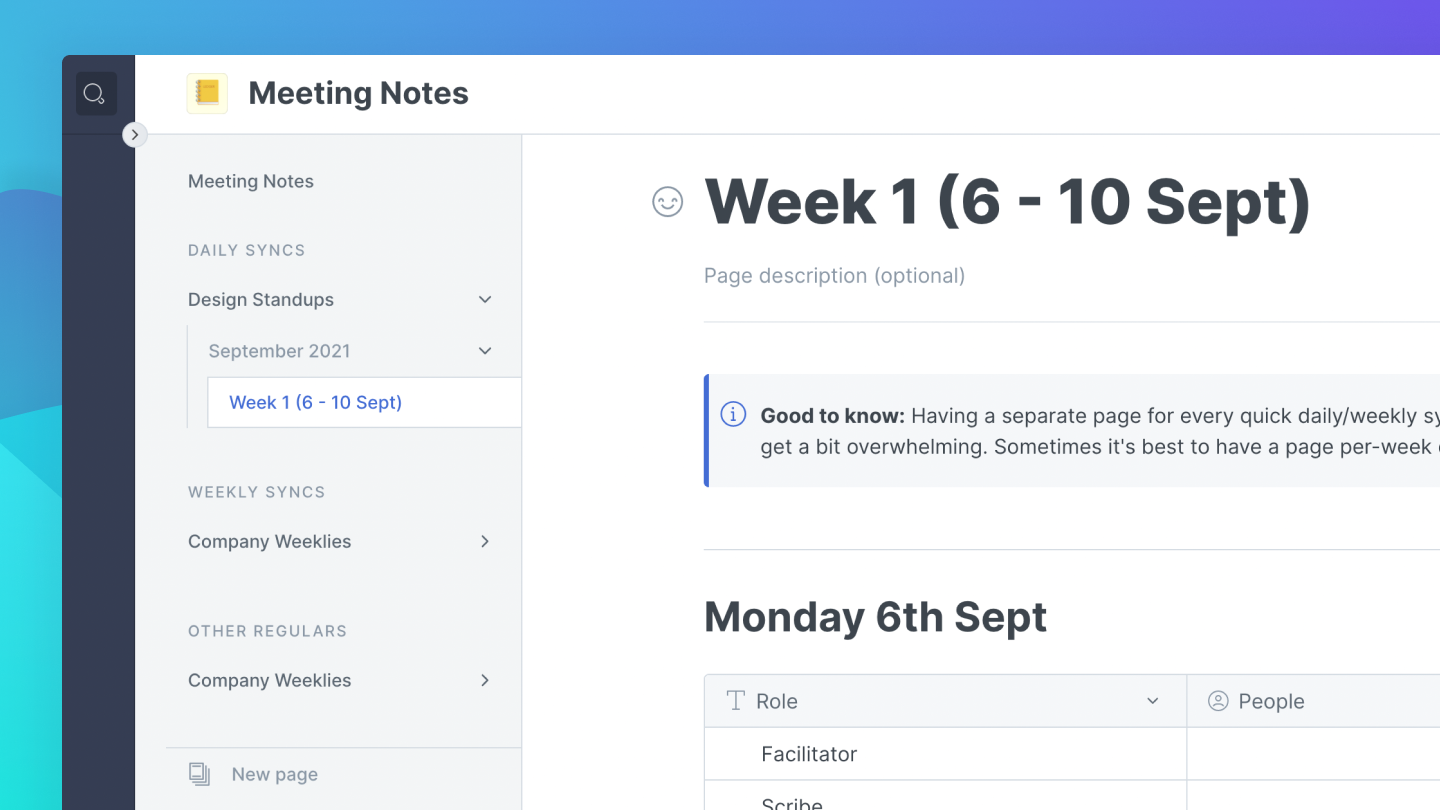 Meeting Notes
Meeting Notes
DAILY SYNCS
Design Standups
September 2021
Week 1 (6 - 10 Sept)
WEEKLY SYNCS
Company Weeklies
OTHER REGULARS
Company Weeklies
New page
Week 1 (6 - 10 Sept)
Page description (optional)
Good to know: Having a separate page for every quick daily/weekly
get a bit overwhelming. Sometimes it's best to have a page per-week
Monday 6th Sept
Role People
Facilitator
Scribe